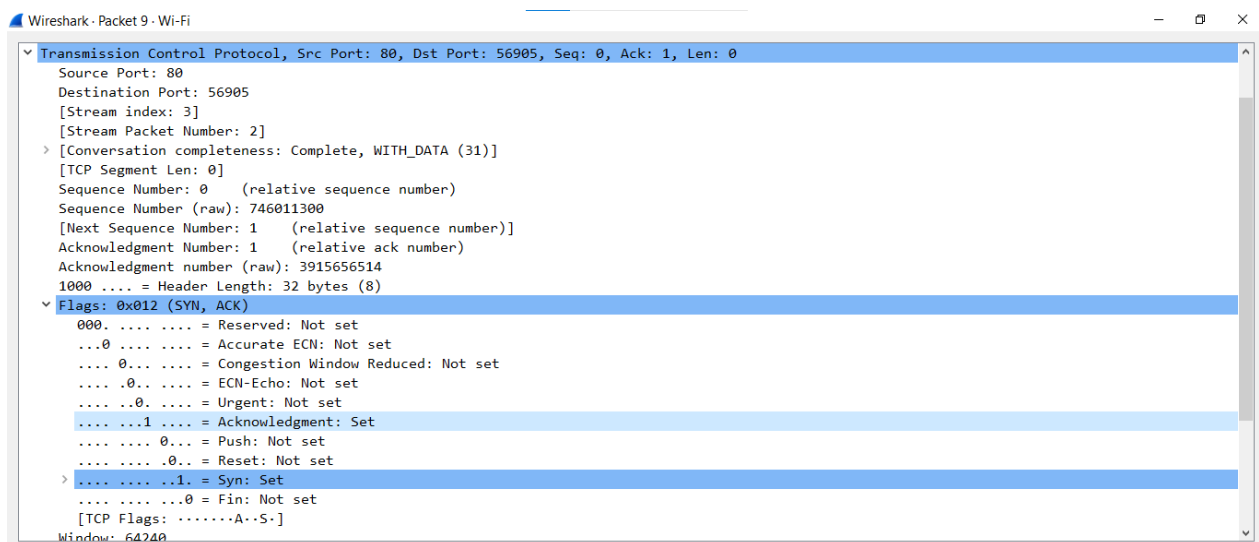 Wireshark · Packet 9 · Wi-Fi
Transmission Control Protocol, Src Port: 80, Dst Port: 56905, Seq: 0, Ack: 1, Len: 0
Source Port: 80
Destination Port: 56905
[Stream index: 3]
[Stream Packet Number: 2]
[Conversation completeness: Complete, WITH_DATA (31)]
[TCP Segment Len: 0]
Sequence Number: 0    (relative sequence number)
Sequence Number (raw): 746011300
[Next Sequence Number: 1    (relative sequence number)]
Acknowledgment Number: 1    (relative ack number)
Acknowledgment number (raw): 3915656514
1000 .... = Header Length: 32 bytes (8)
Flags: 0x012 (SYN, ACK)
000. .... .... = Reserved: Not set
...0 .... .... = Accurate ECN: Not set
.... 0... .... = Congestion Window Reduced: Not set
.... .0.. .... = ECN-Echo: Not set
.... ..0. .... = Urgent: Not set
.... ...1 .... = Acknowledgment: Set
.... .... 0... = Push: Not set
.... .... .0.. = Reset: Not set
.... .... ..1. = Syn: Set
.... .... ...0 = Fin: Not set
[TCP Flags: ·······A··S·]
Window: 64240